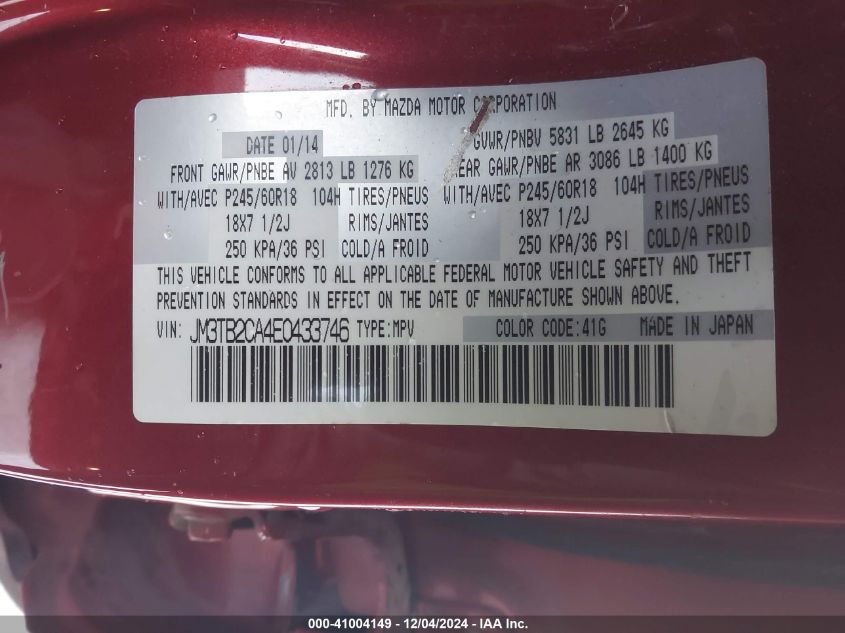 MFD. BY MAZDA MOTOR CORPORATION
DATE 01/14 GVWR/PNBV 5831 LB 2645 KG
FRONT GAWR/PNBE AV 2813 LB 1276 KG REAR GAWR/PNBE AR 3086 LB 1400 KG
WITH/AVEC P245/60R18 104H TIRES/PNEUS WITH/AVEC P245/60R18 104H TIRES/PNEUS
18X7 1/2J RIMS/JANTES 18X7 1/2J RIMS/JANTES
250 KPA/36 PSI COLD/A FROID 250 KPA/36 PSI COLD/A FROID
THIS VEHICLE CONFORMS TO ALL APPLICABLE FEDERAL MOTOR VEHICLE SAFETY AND THEFT
PREVENTION STANDARDS IN EFFECT ON THE DATE OF MANUFACTURE SHOWN ABOVE.
VIN: JM3TB2CA4E0433746 TYPE:MPV COLOR CODE:41G MADE IN JAPAN
000-41004149 - 12/04/2024 - IAA Inc.